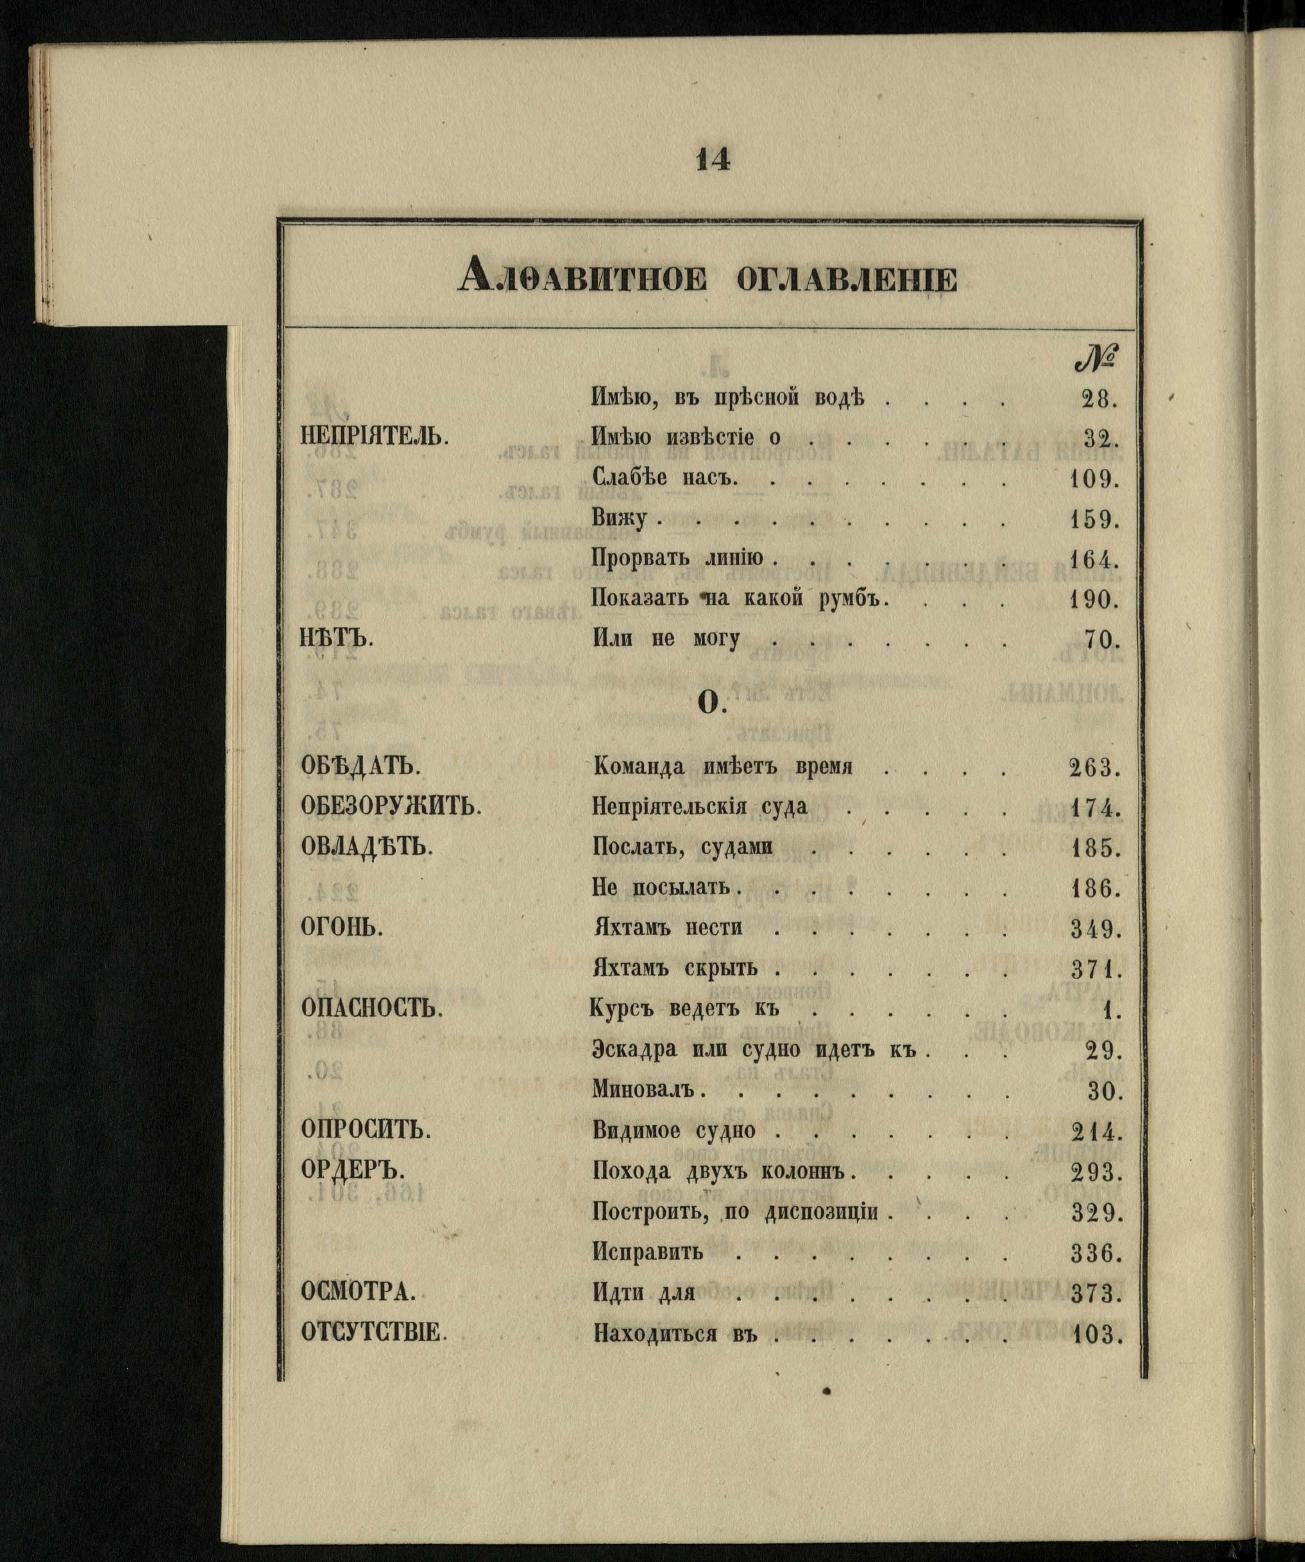 14
Алѳавитное оглавленіе
№
Имѣю, въ прѣсной водѣ . . . . 28.
НЕПРІЯТЕЛЬ. Имѣю извѣстіе о . . . . . . 32.
Слабѣе насъ. . . . . . . . 109.
Вижу . . . . . . . . . . 159.
Прорвать линію . . . . . . . 164.
Показать на какой румбъ. . . . 190.
НѢТЪ. Или не могу . . . . . . . 70.
О.
ОБѢДАТЬ. Команда имѣетъ время . . . . 263.
ОБЕЗОРУЖИТЬ. Непріятельскія суда . . . . . 174.
ОВЛАДѢТЬ. Послать, судами . . . . . . 185.
Не посылать . . . . . . . . 186.
ОГОНЬ. Яхтамъ нести . . . . . . . 349.
Яхтамъ скрыть . . . . . . . 371.
ОПАСНОСТЬ. Курсъ ведетъ къ . . . . . . 1.
Эскадра или судно идетъ къ . . . 29.
Миновалъ . . . . . . . . . 30.
ОПРОСИТЬ. Видимое судно . . . . . . . 214.
ОРДЕРЪ. Похода двухъ колоннъ . . . . . 293.
Построить, по диспозиціи . . . . 329.
Исправить . . . . . . . . 336.
ОСМОТРА. Идти для . . . . . . . . 373.
ОТСУТСТВІЕ. Находиться въ . . . . . . . 103.